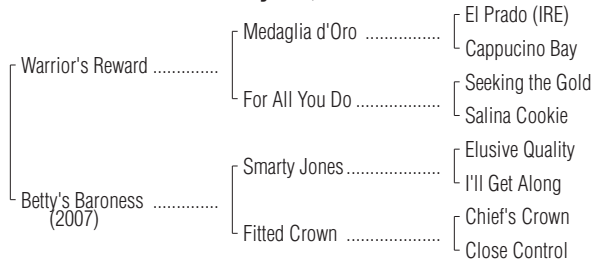 El Prado (IRE)
Medaglia d'Oro ................
Cappucino Bay
Warrior's Reward ..............
Seeking the Gold
For All You Do ..................
Salina Cookie
Elusive Quality
Smarty Jones....................
I'll Get Along
Betty's Baroness ..............
(2007)
Chief's Crown
Fitted Crown ....................
Close Control